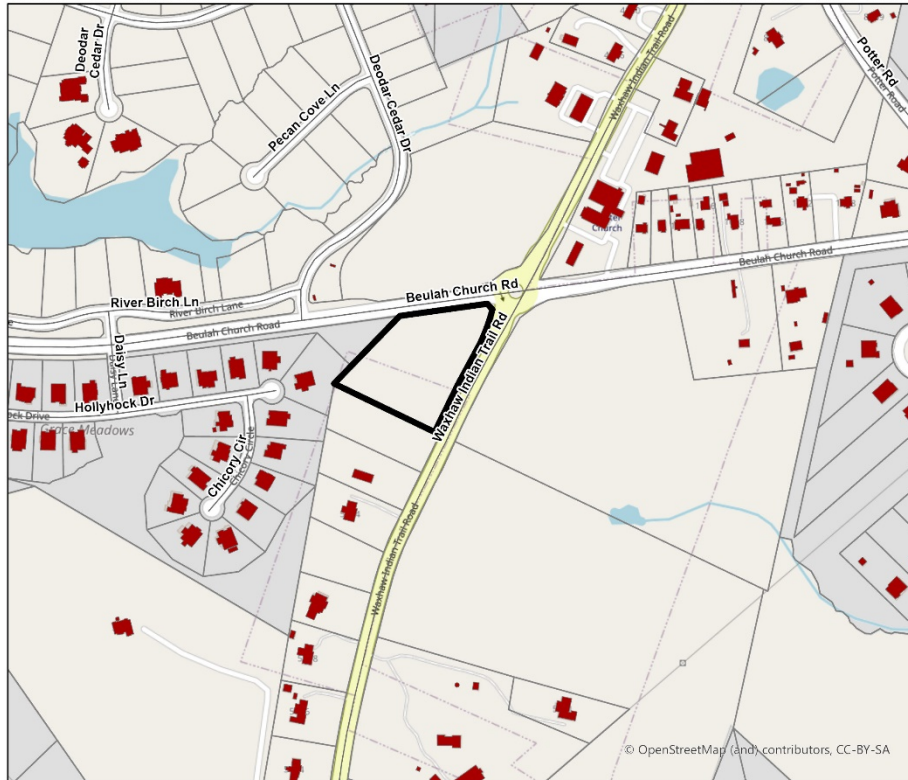 Deodar
Cedar Dr
Pecan Cove Ln
Deodar Cedar Dr
Waxhaw Indian Trail Road
Potter Rd
Potter Road
Church
Beulah Church Rd
Beulah Church Road
River Birch Ln
River Birch Lane
Beulah Church Road
Daisy Ln
Daisy Lane
Hollyhock Dr
ock Drive
Grace Meadows
Chicory Cir
Chicory Circle
Waxhaw Indian Trail Rd
Waxhaw Indian Trail Road
© OpenStreetMap (and) contributors, CC-BY-SA